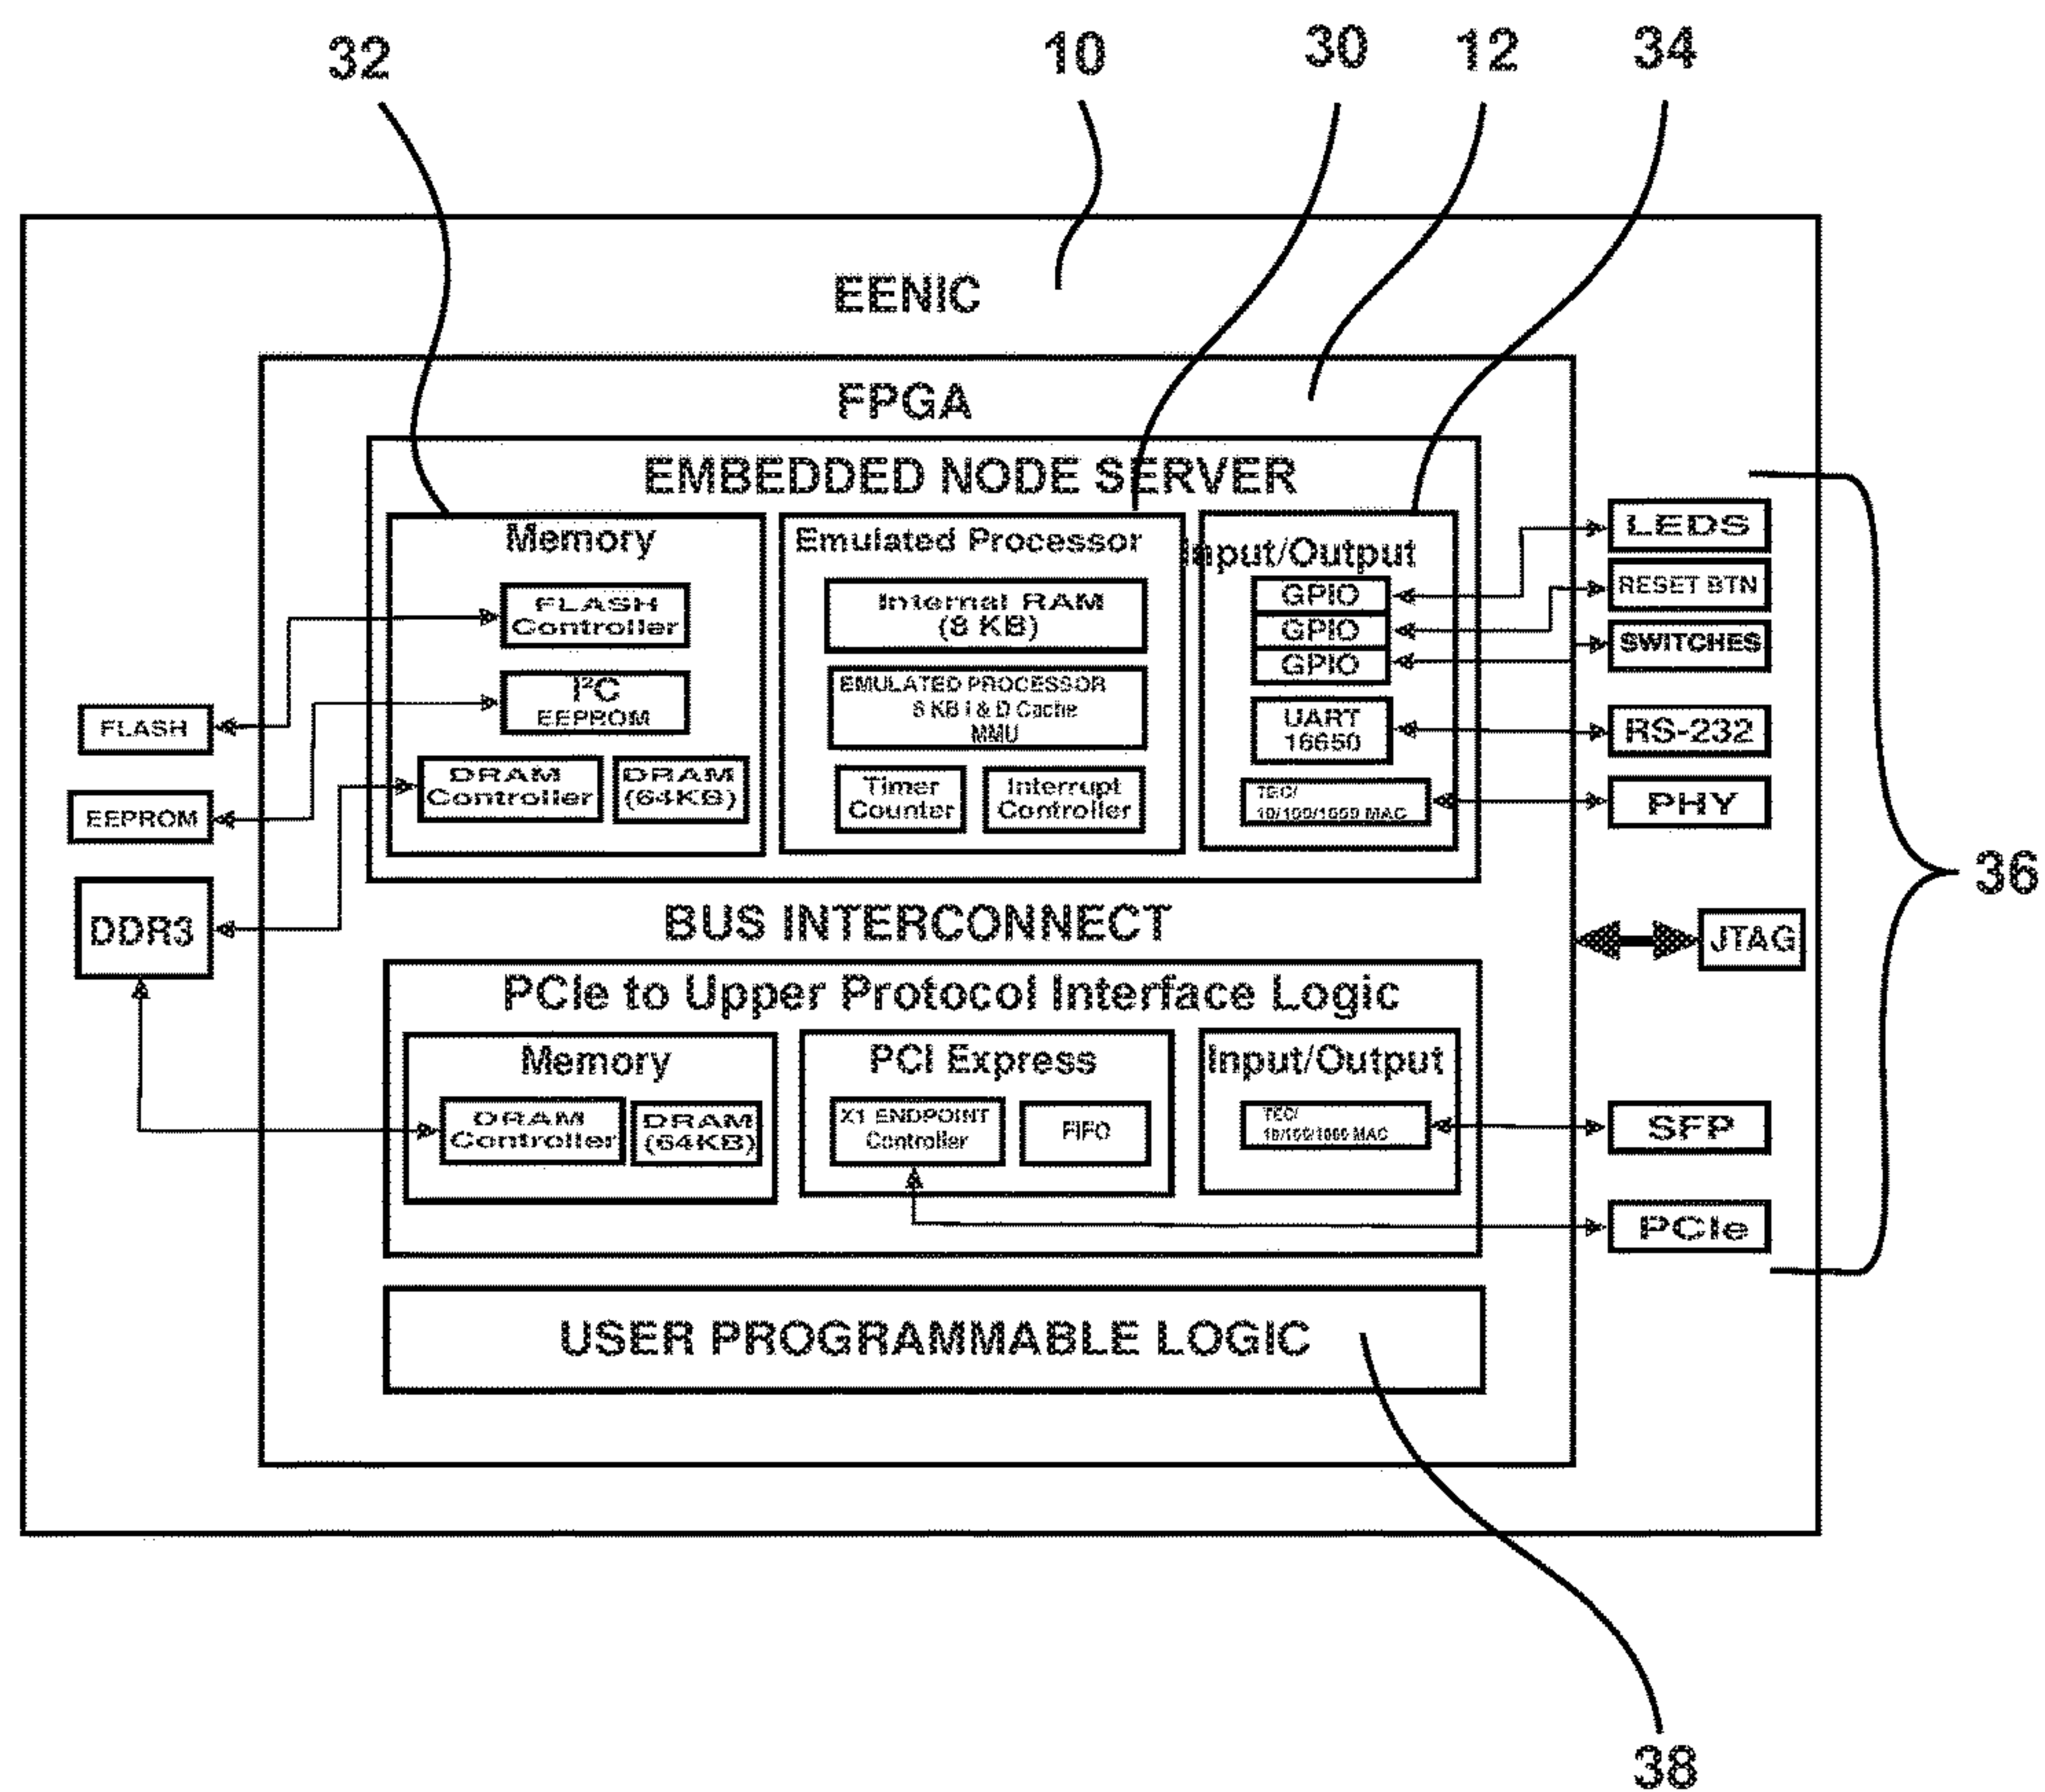 32
10
30
12
34
EENIC
FPGA
EMBEDDED NODE SERVER
Memory
FLASH
Controller
I²C
EEPROM
DRAM
Controller
DRAM
(64KB)
Emulated Processor
Internal RAM
(8 KB)
EMULATED PROCESSOR
8 KB I & D Cache
MMU
Timer
Counter
Interrupt
Controller
Input/Output
GPIO
GPIO
GPIO
UART
16650
TEC/
10/100/1000 MAC
FLASH
EEPROM
DDR3
LEDS
RESET BTN
SWITCHES
RS-232
PHY
36
JTAG
BUS INTERCONNECT
PCIe to Upper Protocol Interface Logic
Memory
DRAM
Controller
DRAM
(64KB)
PCI Express
X1 ENDPOINT
Controller
FIFO
Input/Output
TEC/
10/100/1000 MAC
SFP
PCIe
USER PROGRAMMABLE LOGIC
38